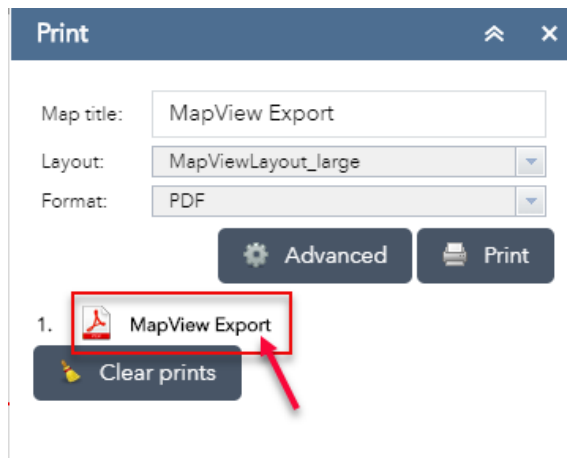 Print
Map title: MapView Export
Layout: MapViewLayout_large
Format: PDF
Advanced Print
1. MapView Export
Clear prints